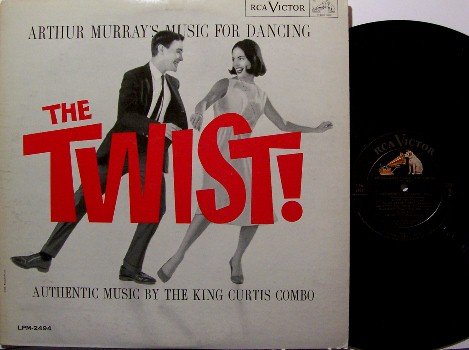 RCA VICTOR
ARTHUR MURRAY'S MUSIC FOR DANCING
THE
TWIST!
AUTHENTIC MUSIC BY THE KING CURTIS COMBO
LPM-2494
RCA VICTOR